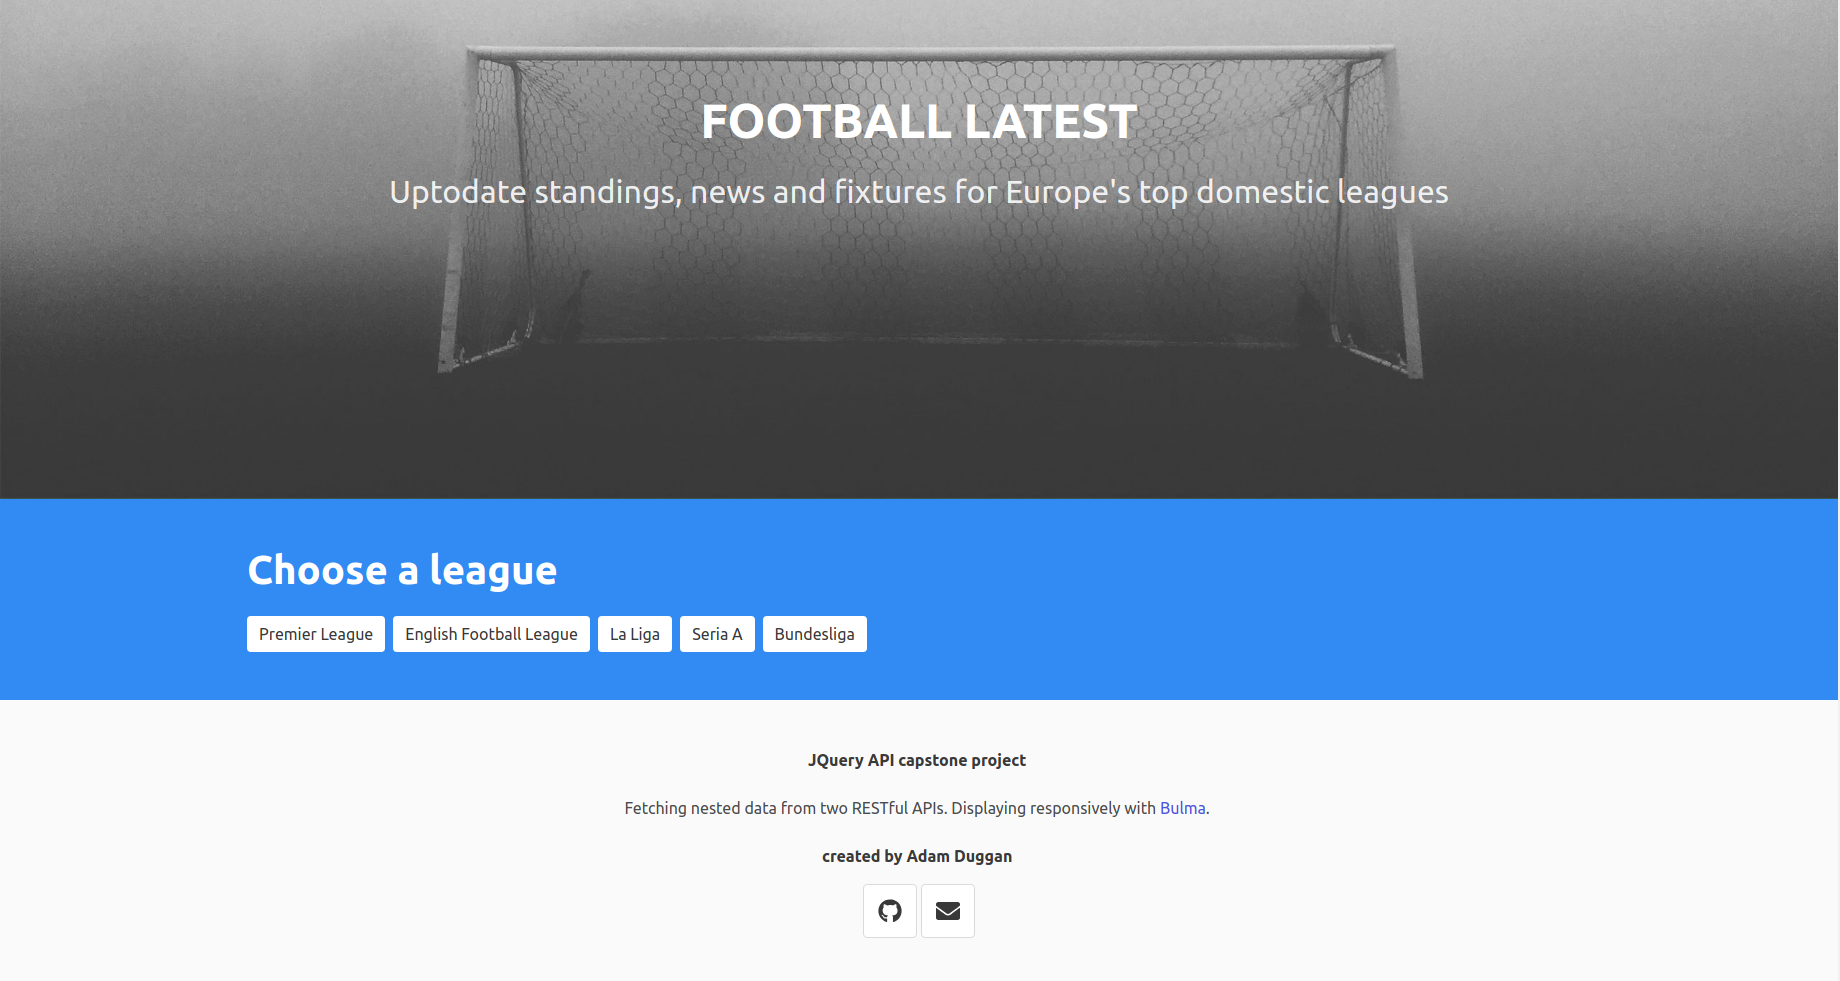 FOOTBALL LATEST
Uptodate standings, news and fixtures for Europe's top domestic leagues
Choose a league
Premier League English Football League La Liga Seria A Bundesliga
JQuery API capstone project
Fetching nested data from two RESTful APIs. Displaying responsively with Bulma.
created by Adam Duggan